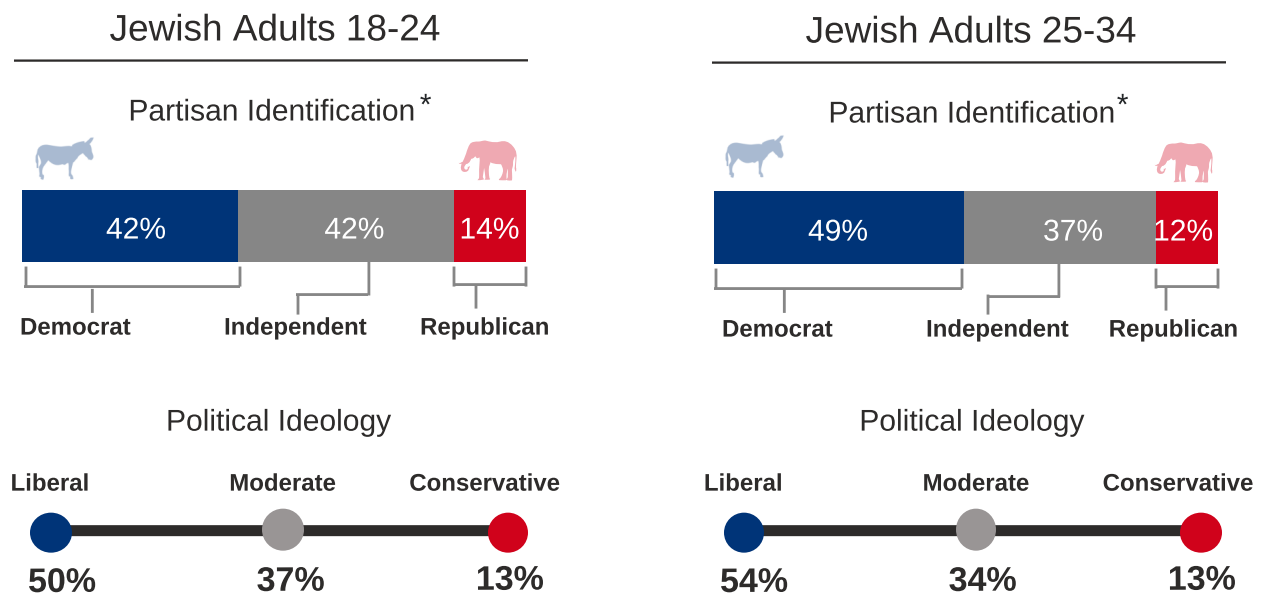 Jewish Adults 18-24
Partisan Identification *
42% 42% 14%
Democrat Independent Republican
Political Ideology
Liberal Moderate Conservative
50% 37% 13%
Jewish Adults 25-34
Partisan Identification *
49% 37% 12%
Democrat Independent Republican
Political Ideology
Liberal Moderate Conservative
54% 34% 13%